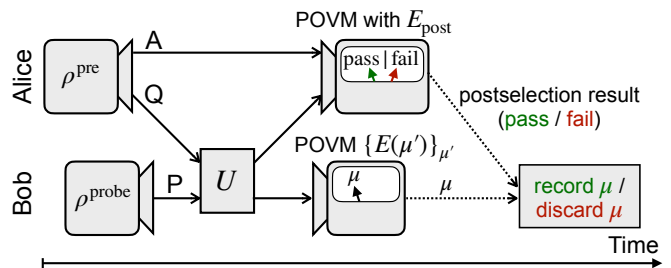 POVM with E_post
Alice
A
ρ^pre
pass|fail
Q
postselection result
(pass / fail)
POVM {E(μ′)}_μ′
Bob
ρ^probe
P
U
μ
μ
record μ /
discard μ
Time